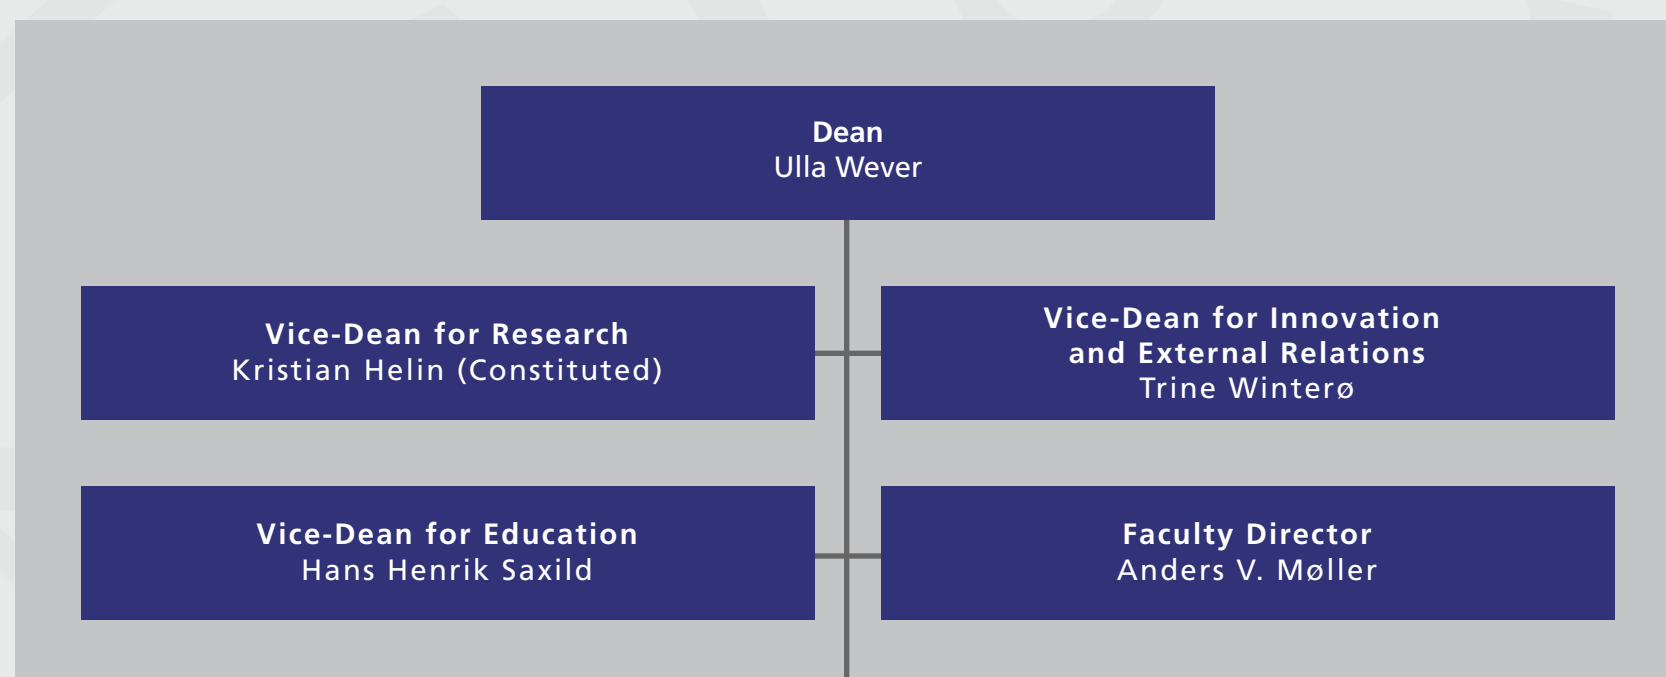 Dean
Ulla Wever
Vice-Dean for Research
Kristian Helin (Constituted)
Vice-Dean for Innovation
and External Relations
Trine Winterø
Vice-Dean for Education
Hans Henrik Saxild
Faculty Director
Anders V. Møller